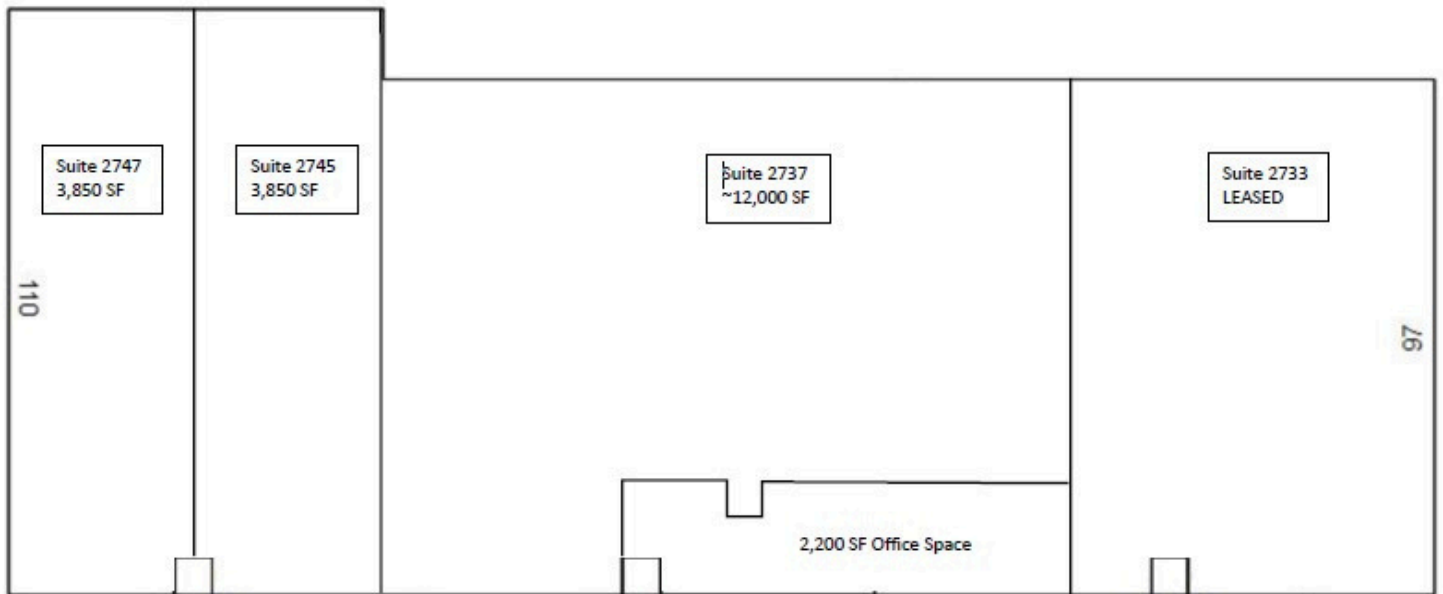 Suite 2747
3,850 SF
Suite 2745
3,850 SF
Suite 2737
~12,000 SF
Suite 2733
LEASED
110
97
2,200 SF Office Space